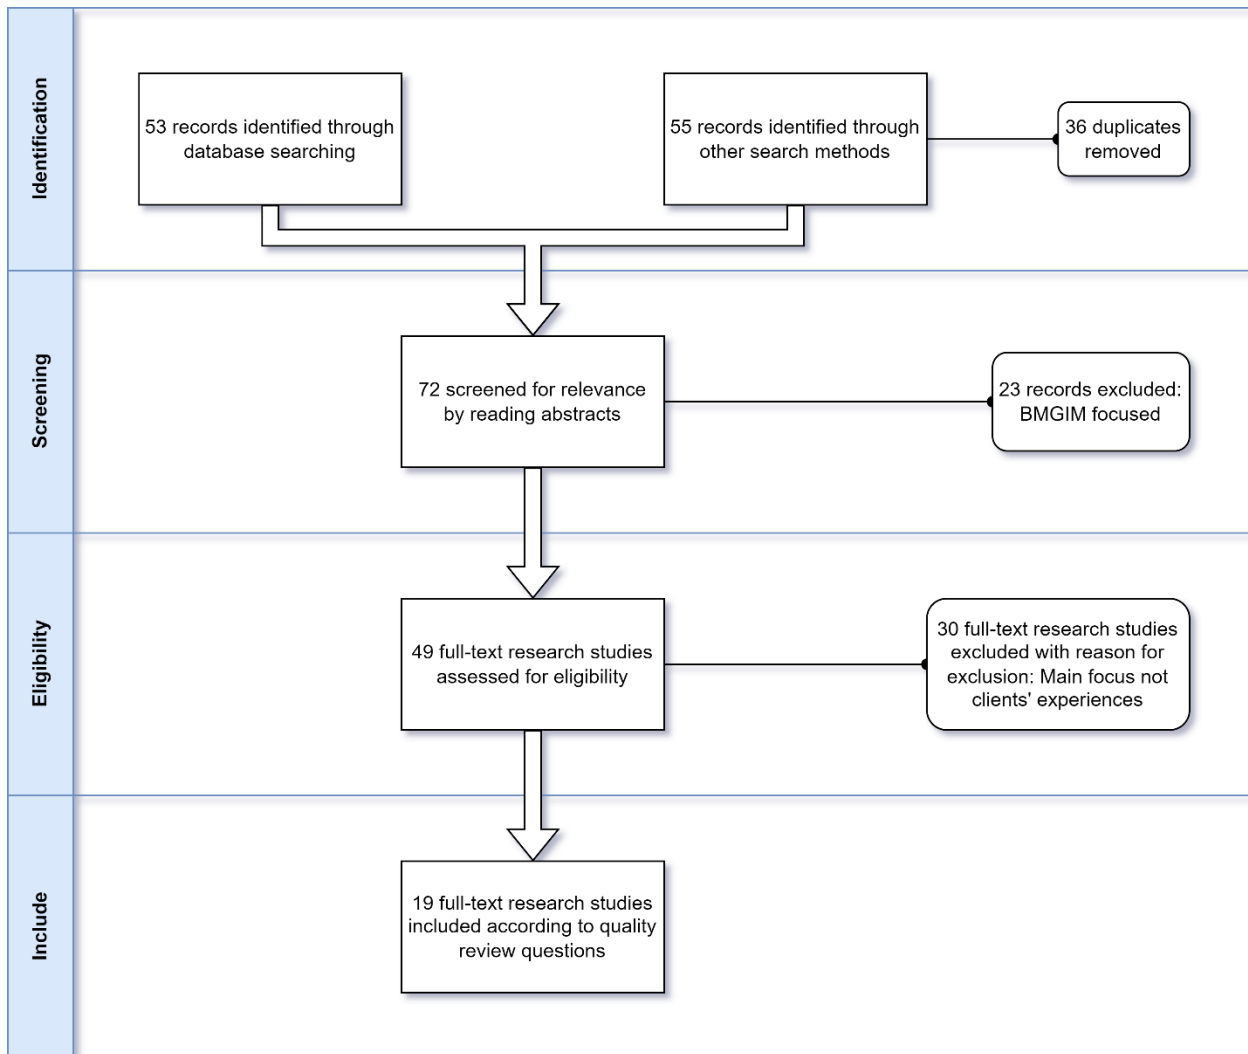 Identification
53 records identified through
database searching
55 records identified through
other search methods
36 duplicates
removed
Screening
72 screened for relevance
by reading abstracts
23 records excluded:
BMGIM focused
Eligibility
49 full-text research studies
assessed for eligibility
30 full-text research studies
excluded with reason for
exclusion: Main focus not
clients' experiences
Include
19 full-text research studies
included according to quality
review questions